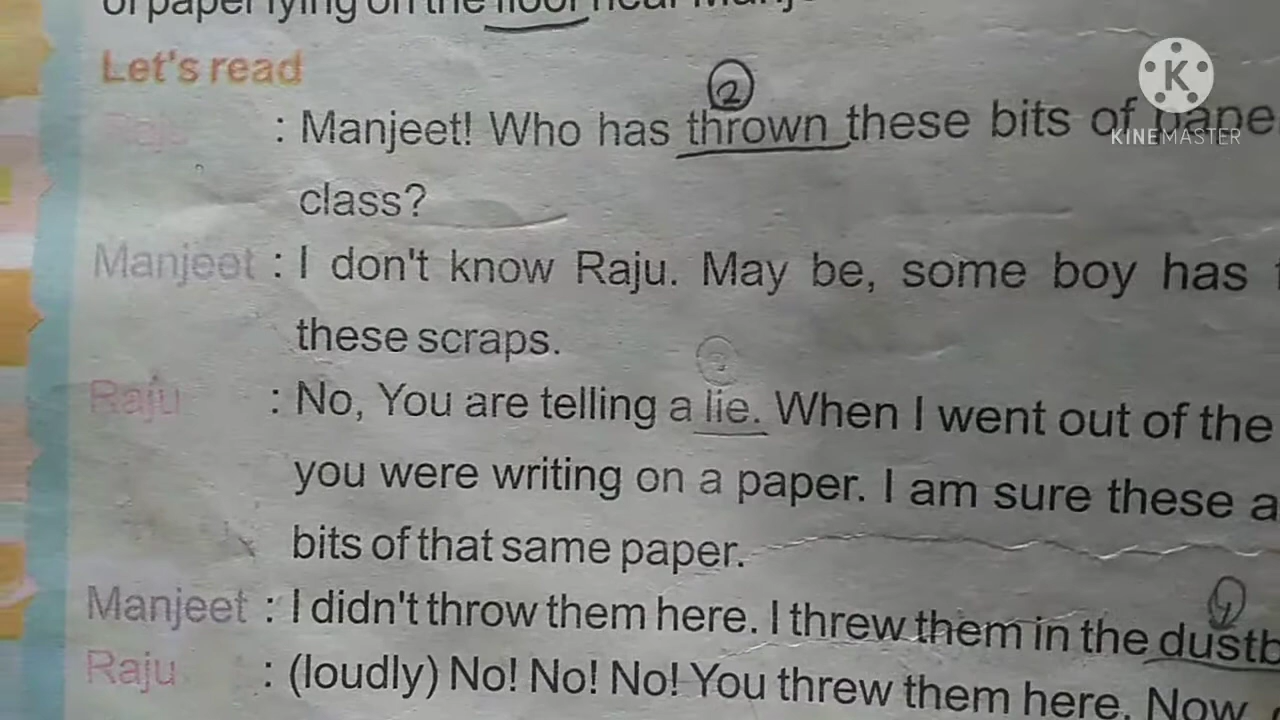 of paper lying on the floor near
Let's read
K
KINEMASTER
2
Raju : Manjeet! Who has thrown these bits of
class?
Manjeet : I don't know Raju. May be, some boy has
these scraps.
3
Raju : No, You are telling a lie. When I went out of the
you were writing on a paper. I am sure these
bits of that same paper.
4
Manjeet : I didn't throw them here. I threw them in the
Raju : (loudly) No! No! No! You threw them here. Now